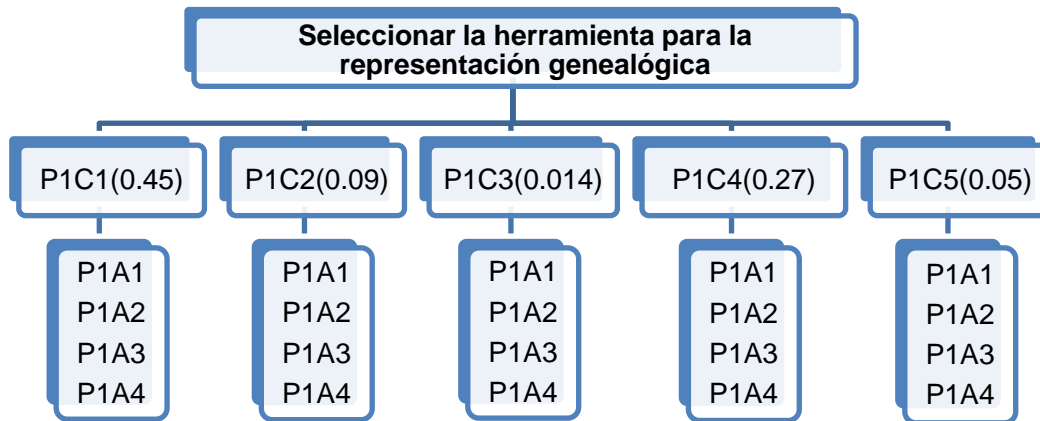 Seleccionar la herramienta para la
representación genealógica
P1C1(0.45)
P1C2(0.09)
P1C3(0.014)
P1C4(0.27)
P1C5(0.05)
P1A1
P1A2
P1A3
P1A4
P1A1
P1A2
P1A3
P1A4
P1A1
P1A2
P1A3
P1A4
P1A1
P1A2
P1A3
P1A4
P1A1
P1A2
P1A3
P1A4